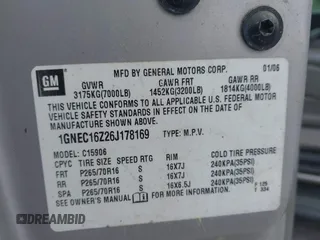 GM
MFD BY GENERAL MOTORS CORP. 01/06
GVWR GAWR FRT GAWR RR
3175KG(7000LB) 1452KG(3200LB) 1814KG(4000LB)
THIS VEHICLE CONFORMS TO ALL APPLICABLE U.S. FEDERAL
MOTOR VEHICLE SAFETY STANDARDS IN EFFECT ON THE DATE
OF MANUFACTURE SHOWN ABOVE.
1GNEC16Z26J178169 TYPE: M.P.V.
MODEL: C15906
CPYC TIRE SIZE SPEED RTG RIM COLD TIRE PRESSURE
FRT P265/70R16 S 16X7J 240KPA(35PSI)
RR P265/70R16 S 16X7J 240KPA(35PSI)
SPA P265/70R16 S 16X6.5J 240KPA(35PSI)
SEE OWNER'S MANUAL FOR MORE INFORMATION.